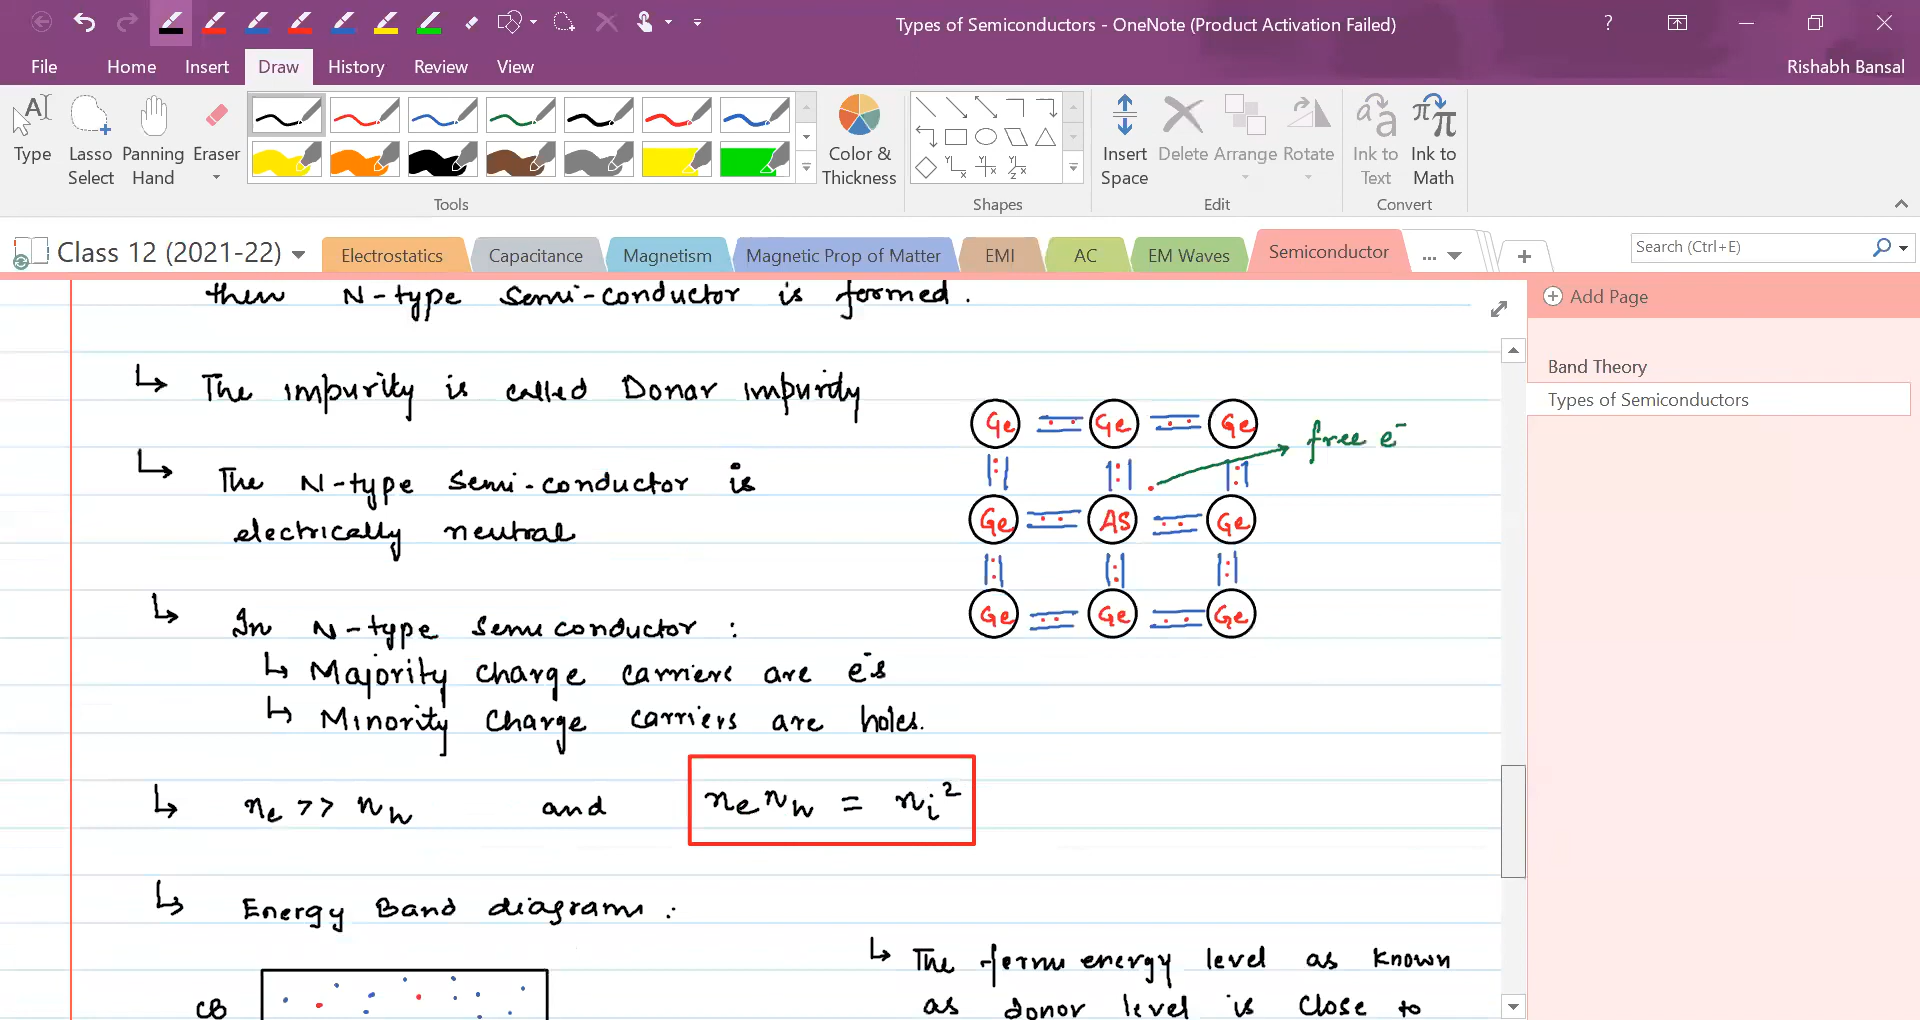 Types of Semiconductors - OneNote (Product Activation Failed)
?
File Home Insert Draw History Review View
Rishabh Bansal
Type
Lasso Select
Panning Hand
Eraser
Color & Thickness
Insert Space
Delete
Arrange
Rotate
Ink to Text
Ink to Math
Tools
Shapes
Edit
Convert
Class 12 (2021-22)
Electrostatics
Capacitance
Magnetism
Magnetic Prop of Matter
EMI
AC
EM Waves
Semiconductor
...
Search (Ctrl+E)
Add Page
Band Theory
Types of Semiconductors
then N-type Semi-conductor is formed.
↳ The impurity is called Donar impurity
↳ The N-type Semi-conductor is
electrically neutral
↳ In N-type Semiconductor :
↳ Majority charge carriers are e⁻s
↳ Minority charge carriers are holes.
↳ nₑ >> nₕ and nₑnₕ = nᵢ²
↳ Energy Band diagram :
CB
Ge Ge Ge
free e⁻
Ge AS Ge
Ge Ge Ge
↳ The fermi energy level as known
as donor level is close to